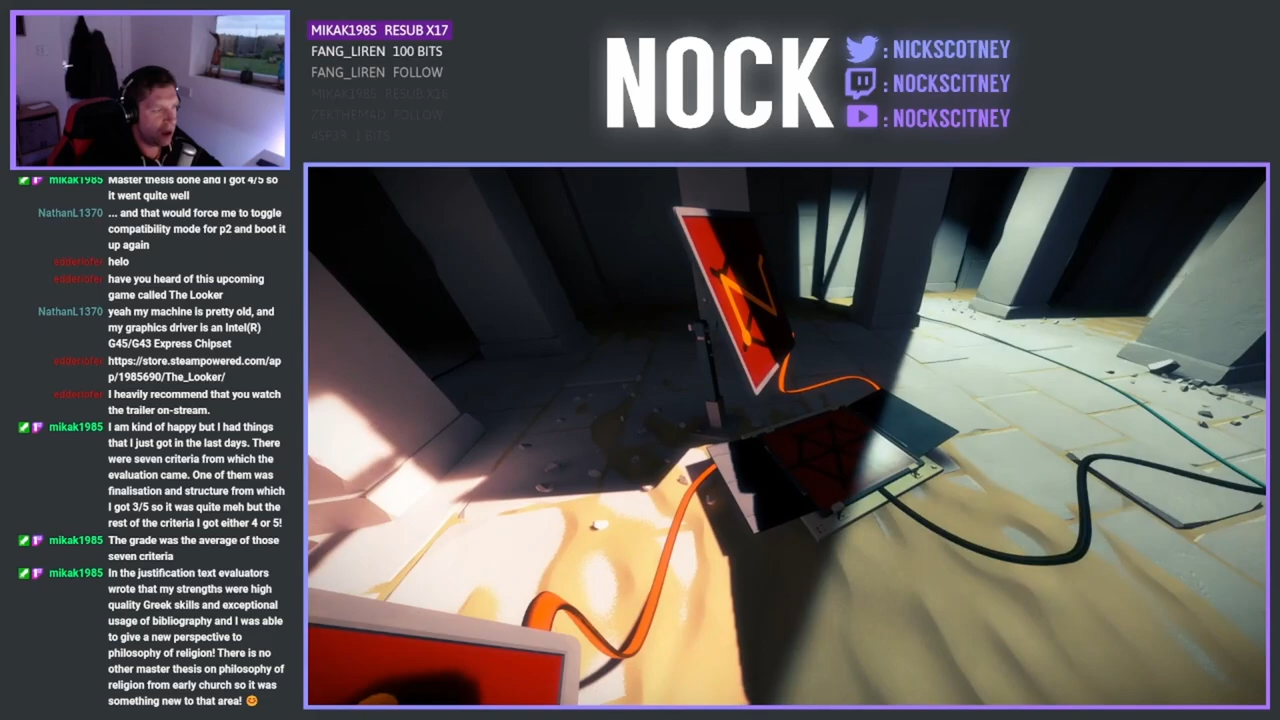 MIKAK1985 RESUB X17
FANG_LIREN 100 BITS
FANG_LIREN FOLLOW
MIKAK1985 RESUB X16
ZEKTHEMAD FOLLOW
4SP19 1 BITS
NOCK
: NICKSCOTNEY
: NOCKSCITNEY
: NOCKSCITNEY
mikak1985 Master thesis done and I got 4/5 so
it went quite well
NathanL1370 ... and that would force me to toggle
compatibility mode for p2 and boot it
up again
edderiofer helo
edderiofer have you heard of this upcoming
game called The Looker
NathanL1370 yeah my machine is pretty old, and
my graphics driver is an Intel(R)
G45/G43 Express Chipset
edderiofer https://store.steampowered.com/ap
p/1985690/The_Looker/
edderiofer I heavily recommend that you watch
the trailer on-stream.
mikak1985 I am kind of happy but I had things
that I just got in the last days. There
were seven criteria from which the
evaluation came. One of them was
finalisation and structure from which
I got 3/5 so it was quite meh but the
rest of the criteria I got either 4 or 5!
mikak1985 The grade was the average of those
seven criteria
mikak1985 In the justification text evaluators
wrote that my strengths were high
quality Greek skills and exceptional
usage of bibliography and I was able
to give a new perspective to
philosophy of religion! There is no
other master thesis on philosophy of
religion from early church so it was
something new to that area!